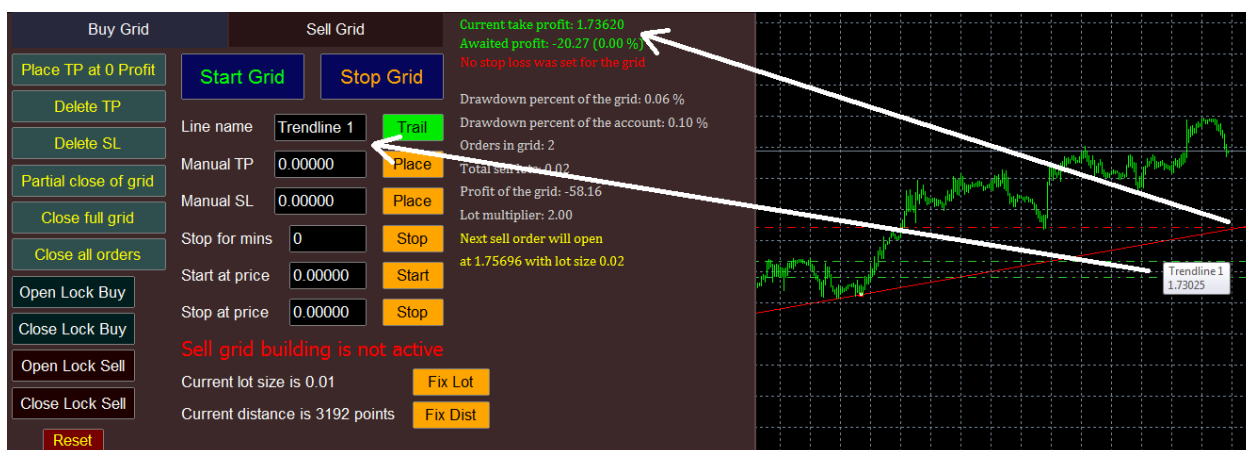 Buy Grid
Sell Grid
Place TP at 0 Profit
Delete TP
Delete SL
Partial close of grid
Close full grid
Close all orders
Open Lock Buy
Close Lock Buy
Open Lock Sell
Close Lock Sell
Reset
Start Grid Stop Grid
Line name Trendline 1 Trail
Manual TP 0.00000 Place
Manual SL 0.00000 Place
Stop for mins 0 Stop
Start at price 0.00000 Start
Stop at price 0.00000 Stop
Sell grid building is not active
Current lot size is 0.01 Fix Lot
Current distance is 3192 points Fix Dist
Current take profit: 1.73620
Awaited profit: -20.27 (0.00 %)
No stop loss was set for the grid
Drawdown percent of the grid: 0.06 %
Drawdown percent of the account: 0.10 %
Orders in grid: 2
Total sell lots: 0.02
Profit of the grid: -58.16
Lot multiplier: 2.00
Next sell order will open
at 1.75696 with lot size 0.02
Trendline 1
1.73025